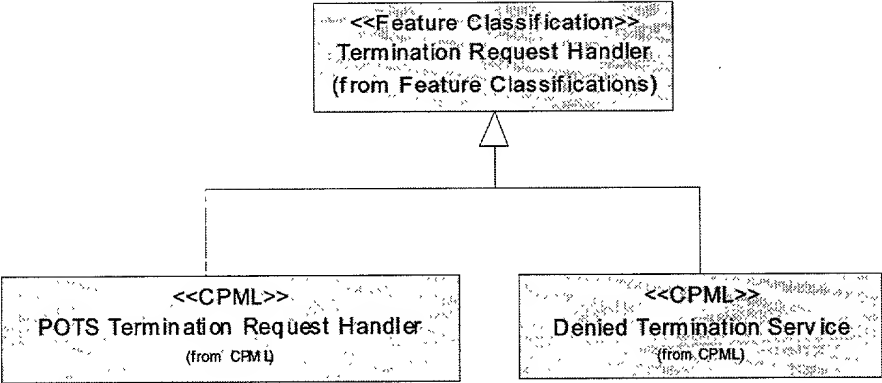 <<Feature Classification>>
Termination Request Handler
(from Feature Classifications)
<<CPML>>
POTS Termination Request Handler
(from CPML)
<<CPML>>
Denied Termination Service
(from CPML)